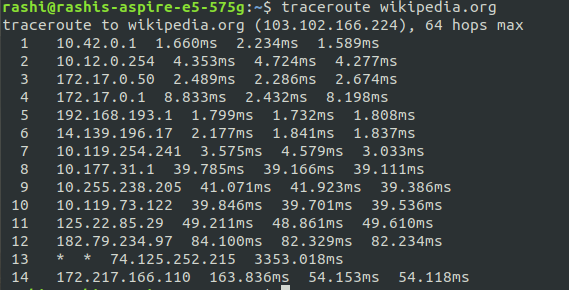 rashi@rashis-aspire-e5-575g:~$ traceroute wikipedia.org
traceroute to wikipedia.org (103.102.166.224), 64 hops max
1 10.42.0.1 1.660ms 2.234ms 1.589ms
2 10.12.0.254 4.353ms 4.724ms 4.277ms
3 172.17.0.50 2.489ms 2.286ms 2.674ms
4 172.17.0.1 8.833ms 2.432ms 8.198ms
5 192.168.193.1 1.799ms 1.732ms 1.808ms
6 14.139.196.17 2.177ms 1.841ms 1.837ms
7 10.119.254.241 3.575ms 4.579ms 3.033ms
8 10.177.31.1 39.785ms 39.166ms 39.111ms
9 10.255.238.205 41.071ms 41.923ms 39.386ms
10 10.119.73.122 39.846ms 39.701ms 39.536ms
11 125.22.85.29 49.211ms 48.861ms 49.610ms
12 182.79.234.97 84.100ms 82.329ms 82.234ms
13 * * 74.125.252.215 3353.018ms
14 172.217.166.110 163.836ms 54.153ms 54.118ms